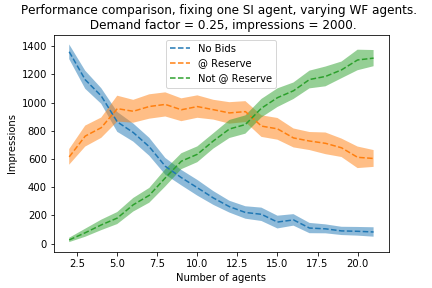 Performance comparison, fixing one SI agent, varying WF agents.
Demand factor = 0.25, impressions = 2000.
1400
1200
1000
800
600
400
200
0
Impressions
No Bids
@ Reserve
Not @ Reserve
2.5 5.0 7.5 10.0 12.5 15.0 17.5 20.0
Number of agents